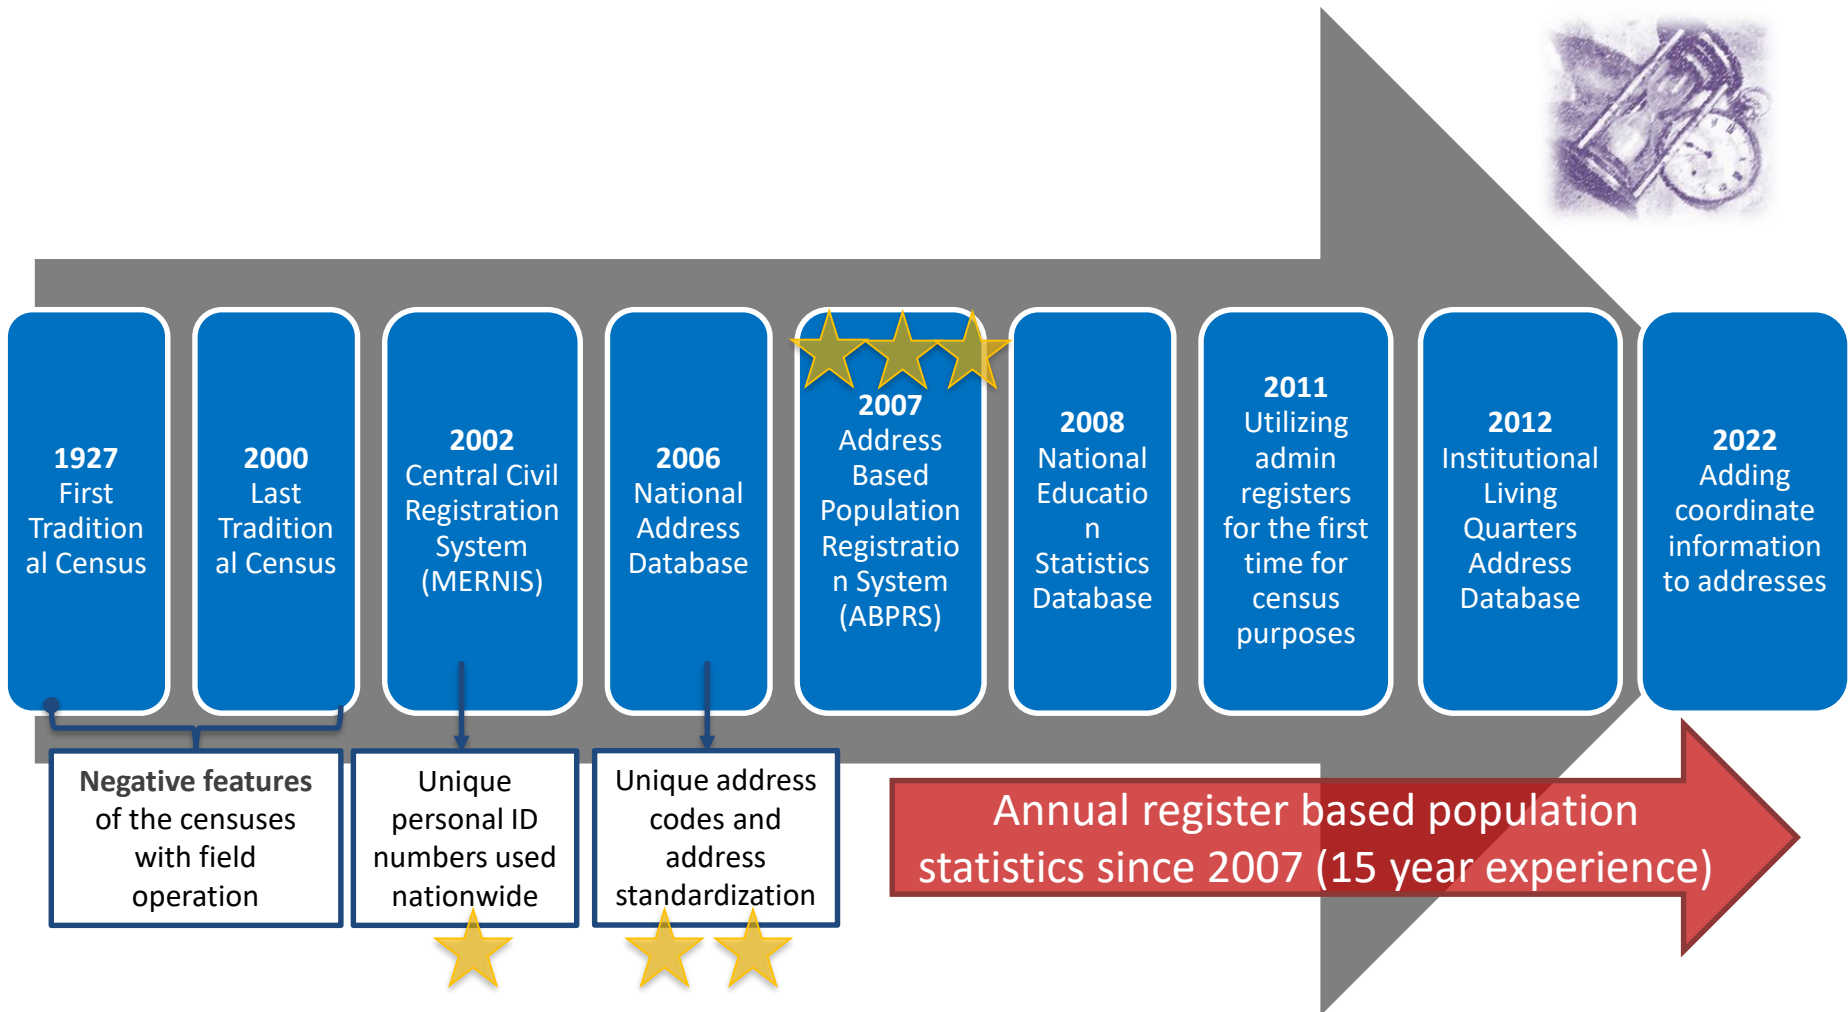 1927
First
Tradition
al Census
2000
Last
Tradition
al Census
2002
Central Civil
Registration
System
(MERNIS)
2006
National
Address
Database
2007
Address
Based
Population
Registratio
n System
(ABPRS)
2008
National
Educatio
n
Statistics
Database
2011
Utilizing
admin
registers
for the first
time for
census
purposes
2012
Institutional
Living
Quarters
Address
Database
2022
Adding
coordinate
information
to addresses
Negative features
of the censuses
with field
operation
Unique
personal ID
numbers used
nationwide
Unique address
codes and
address
standardization
Annual register based population
statistics since 2007 (15 year experience)